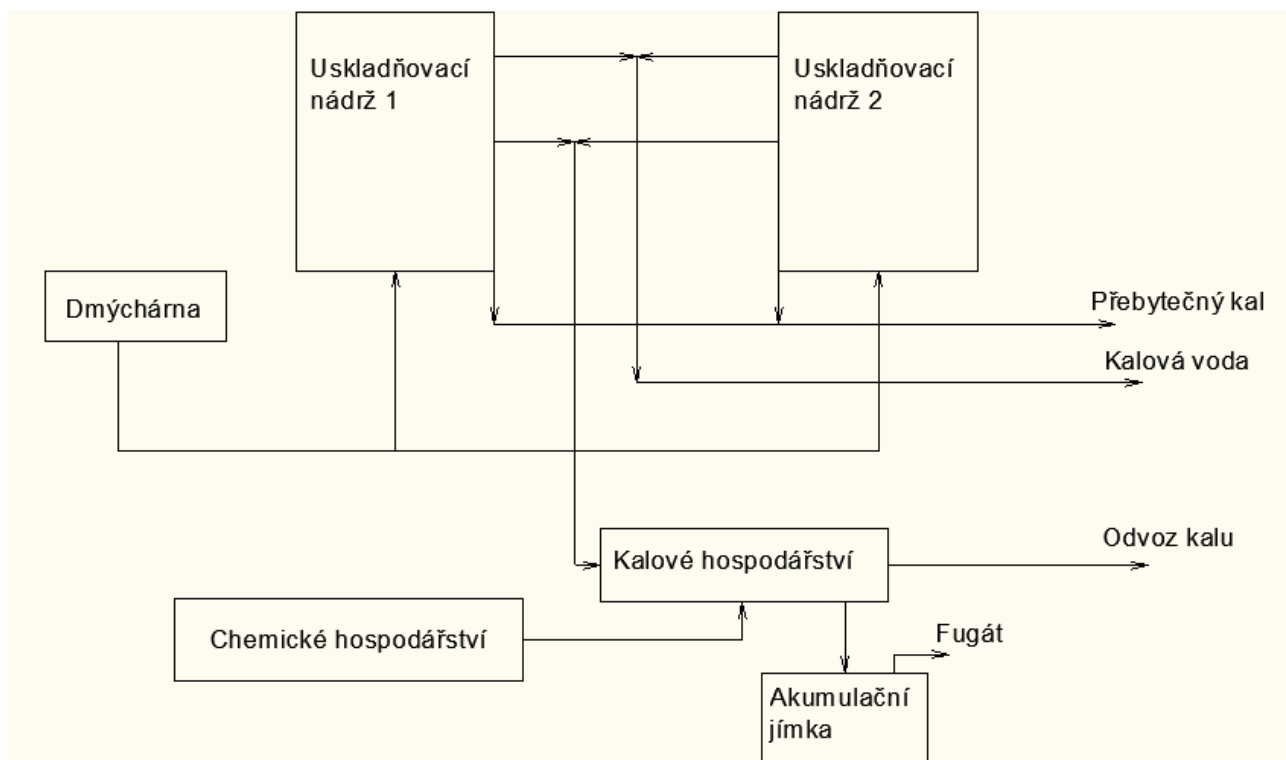 Uskladňovací
nádrž 1
Uskladňovací
nádrž 2
Dmýchárna
Přebytečný kal
Kalová voda
Odvoz kalu
Kalové hospodářství
Chemické hospodářství
Fugát
Akumulační
jímka